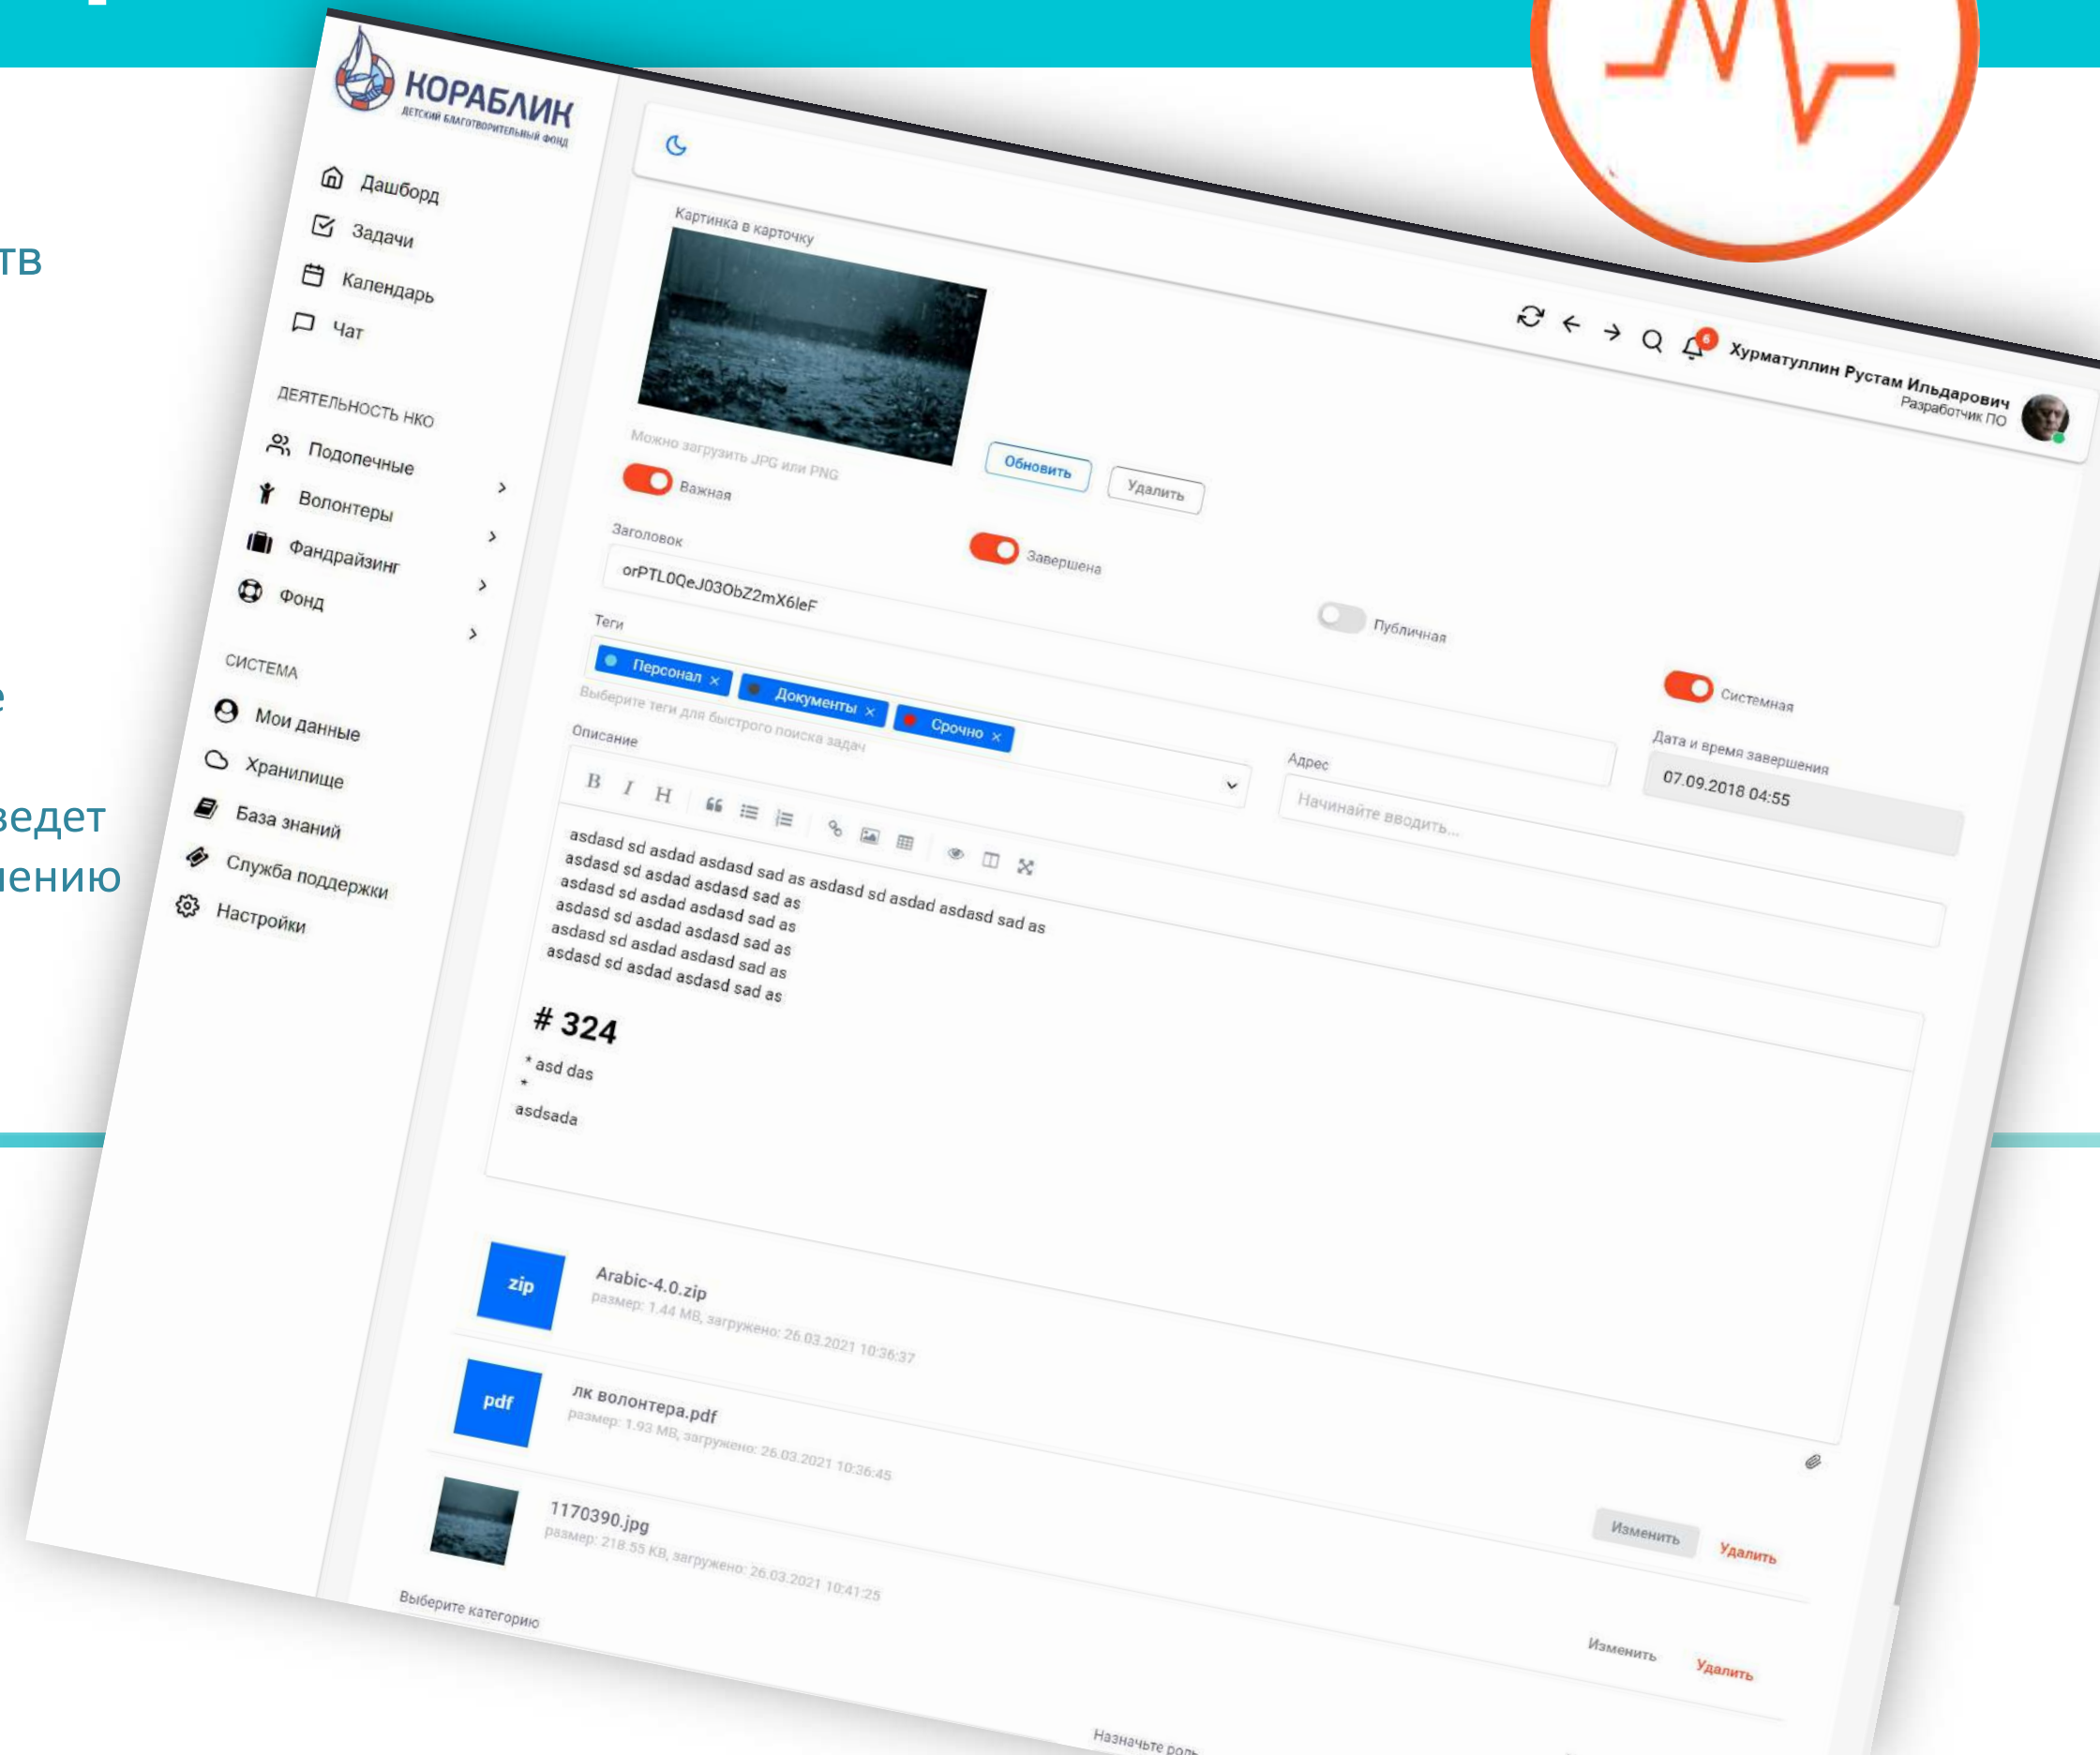 КОРАБЛИК
ДЕТСКИЙ БЛАГОТВОРИТЕЛЬНЫЙ ФОНД
Дашборд
Задачи
Календарь
Чат
ДЕЯТЕЛЬНОСТЬ НКО
Подопечные
Волонтеры
Фандрайзинг
Фонд
СИСТЕМА
Мои данные
Хранилище
База знаний
Служба поддержки
Настройки
6
Хурматуллин Рустам Ильдарович
Разработчик ПО
Картинка в карточку
Можно загрузить JPG или PNG
Обновить
Удалить
Важная
Завершена
Публичная
Системная
Заголовок
orPTL0QeJ03ObZ2mX6leF
Дата и время завершения
07.09.2018 04:55
Теги
Персонал × Документы × Срочно ×
Выберите теги для быстрого поиска задач
Адрес
Начинайте вводить...
Описание
B I H
asdasd sd asdad asdasd sad as asdasd sd asdad asdasd sad as
asdasd sd asdad asdasd sad as
asdasd sd asdad asdasd sad as
asdasd sd asdad asdasd sad as
asdasd sd asdad asdasd sad as
asdasd sd asdad asdasd sad as
# 324
* asd das
*
asdsada
zip
Arabic-4.0.zip
размер: 1.44 MB, загружено: 26.03.2021 10:36:37
Изменить Удалить
pdf
лк волонтера.pdf
размер: 1.93 MB, загружено: 26.03.2021 10:36:45
Изменить Удалить
1170390.jpg
размер: 218.55 KB, загружено: 26.03.2021 10:41:25
Выберите категорию
Назначьте роль